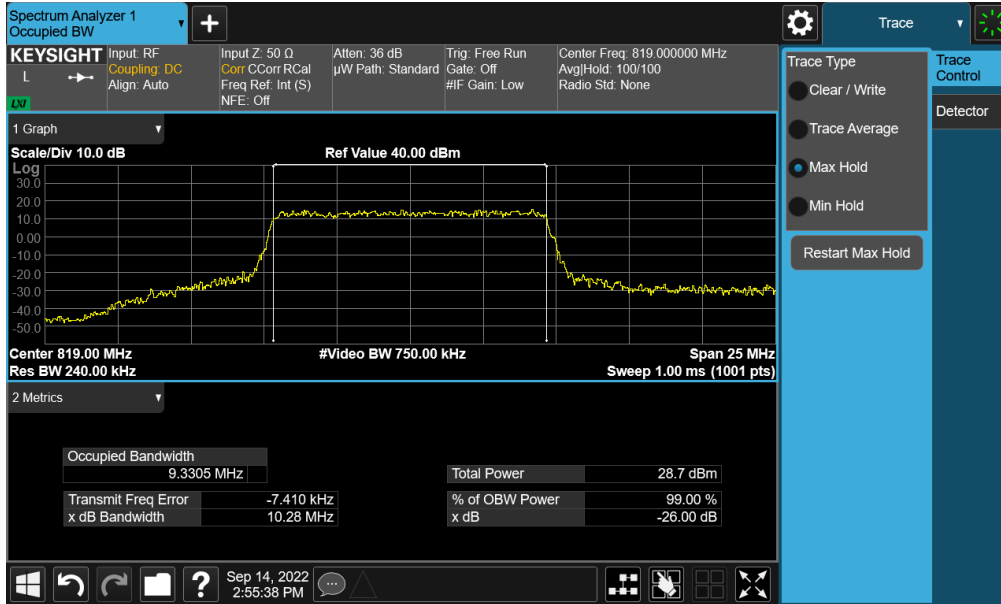 Spectrum Analyzer 1
Occupied BW
Trace
KEYSIGHT
L
LXI
Input: RF
Coupling: DC
Align: Auto
Input Z: 50 Ω
Corr CCorr RCal
Freq Ref: Int (S)
NFE: Off
Atten: 36 dB
µW Path: Standard
Trig: Free Run
Gate: Off
#IF Gain: Low
Center Freq: 819.000000 MHz
Avg|Hold: 100/100
Radio Std: None
Trace Type
Clear / Write
Trace Average
Max Hold
Min Hold
Restart Max Hold
Trace
Control
Detector
1 Graph
Scale/Div 10.0 dB
Ref Value 40.00 dBm
Log
30.0
20.0
10.0
0.00
-10.0
-20.0
-30.0
-40.0
-50.0
Center 819.00 MHz
#Video BW 750.00 kHz
Span 25 MHz
Res BW 240.00 kHz
Sweep 1.00 ms (1001 pts)
2 Metrics
Occupied Bandwidth
9.3305 MHz
Total Power 28.7 dBm
Transmit Freq Error -7.410 kHz
% of OBW Power 99.00 %
x dB Bandwidth 10.28 MHz
x dB -26.00 dB
?
Sep 14, 2022
2:55:38 PM